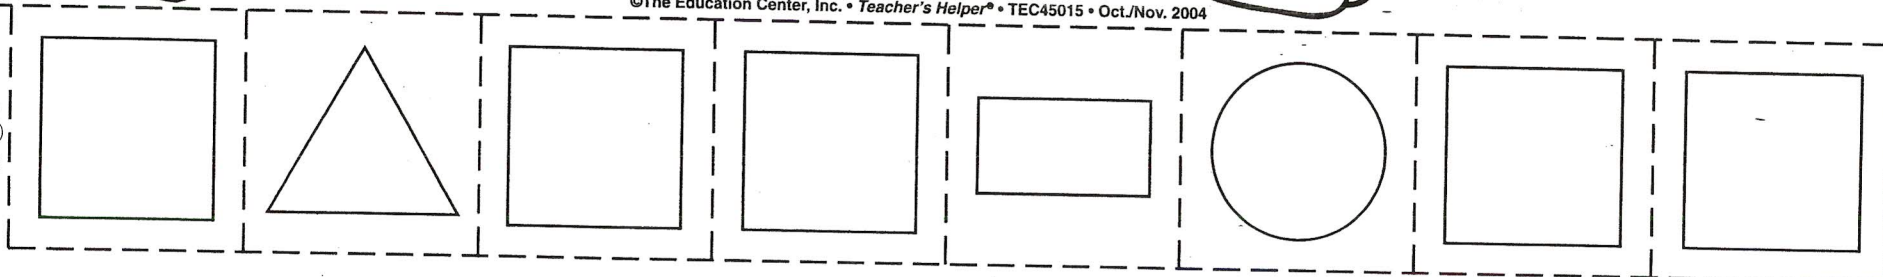 ©The Education Center, Inc. • Teacher's Helper® • TEC45015 • Oct./Nov. 2004